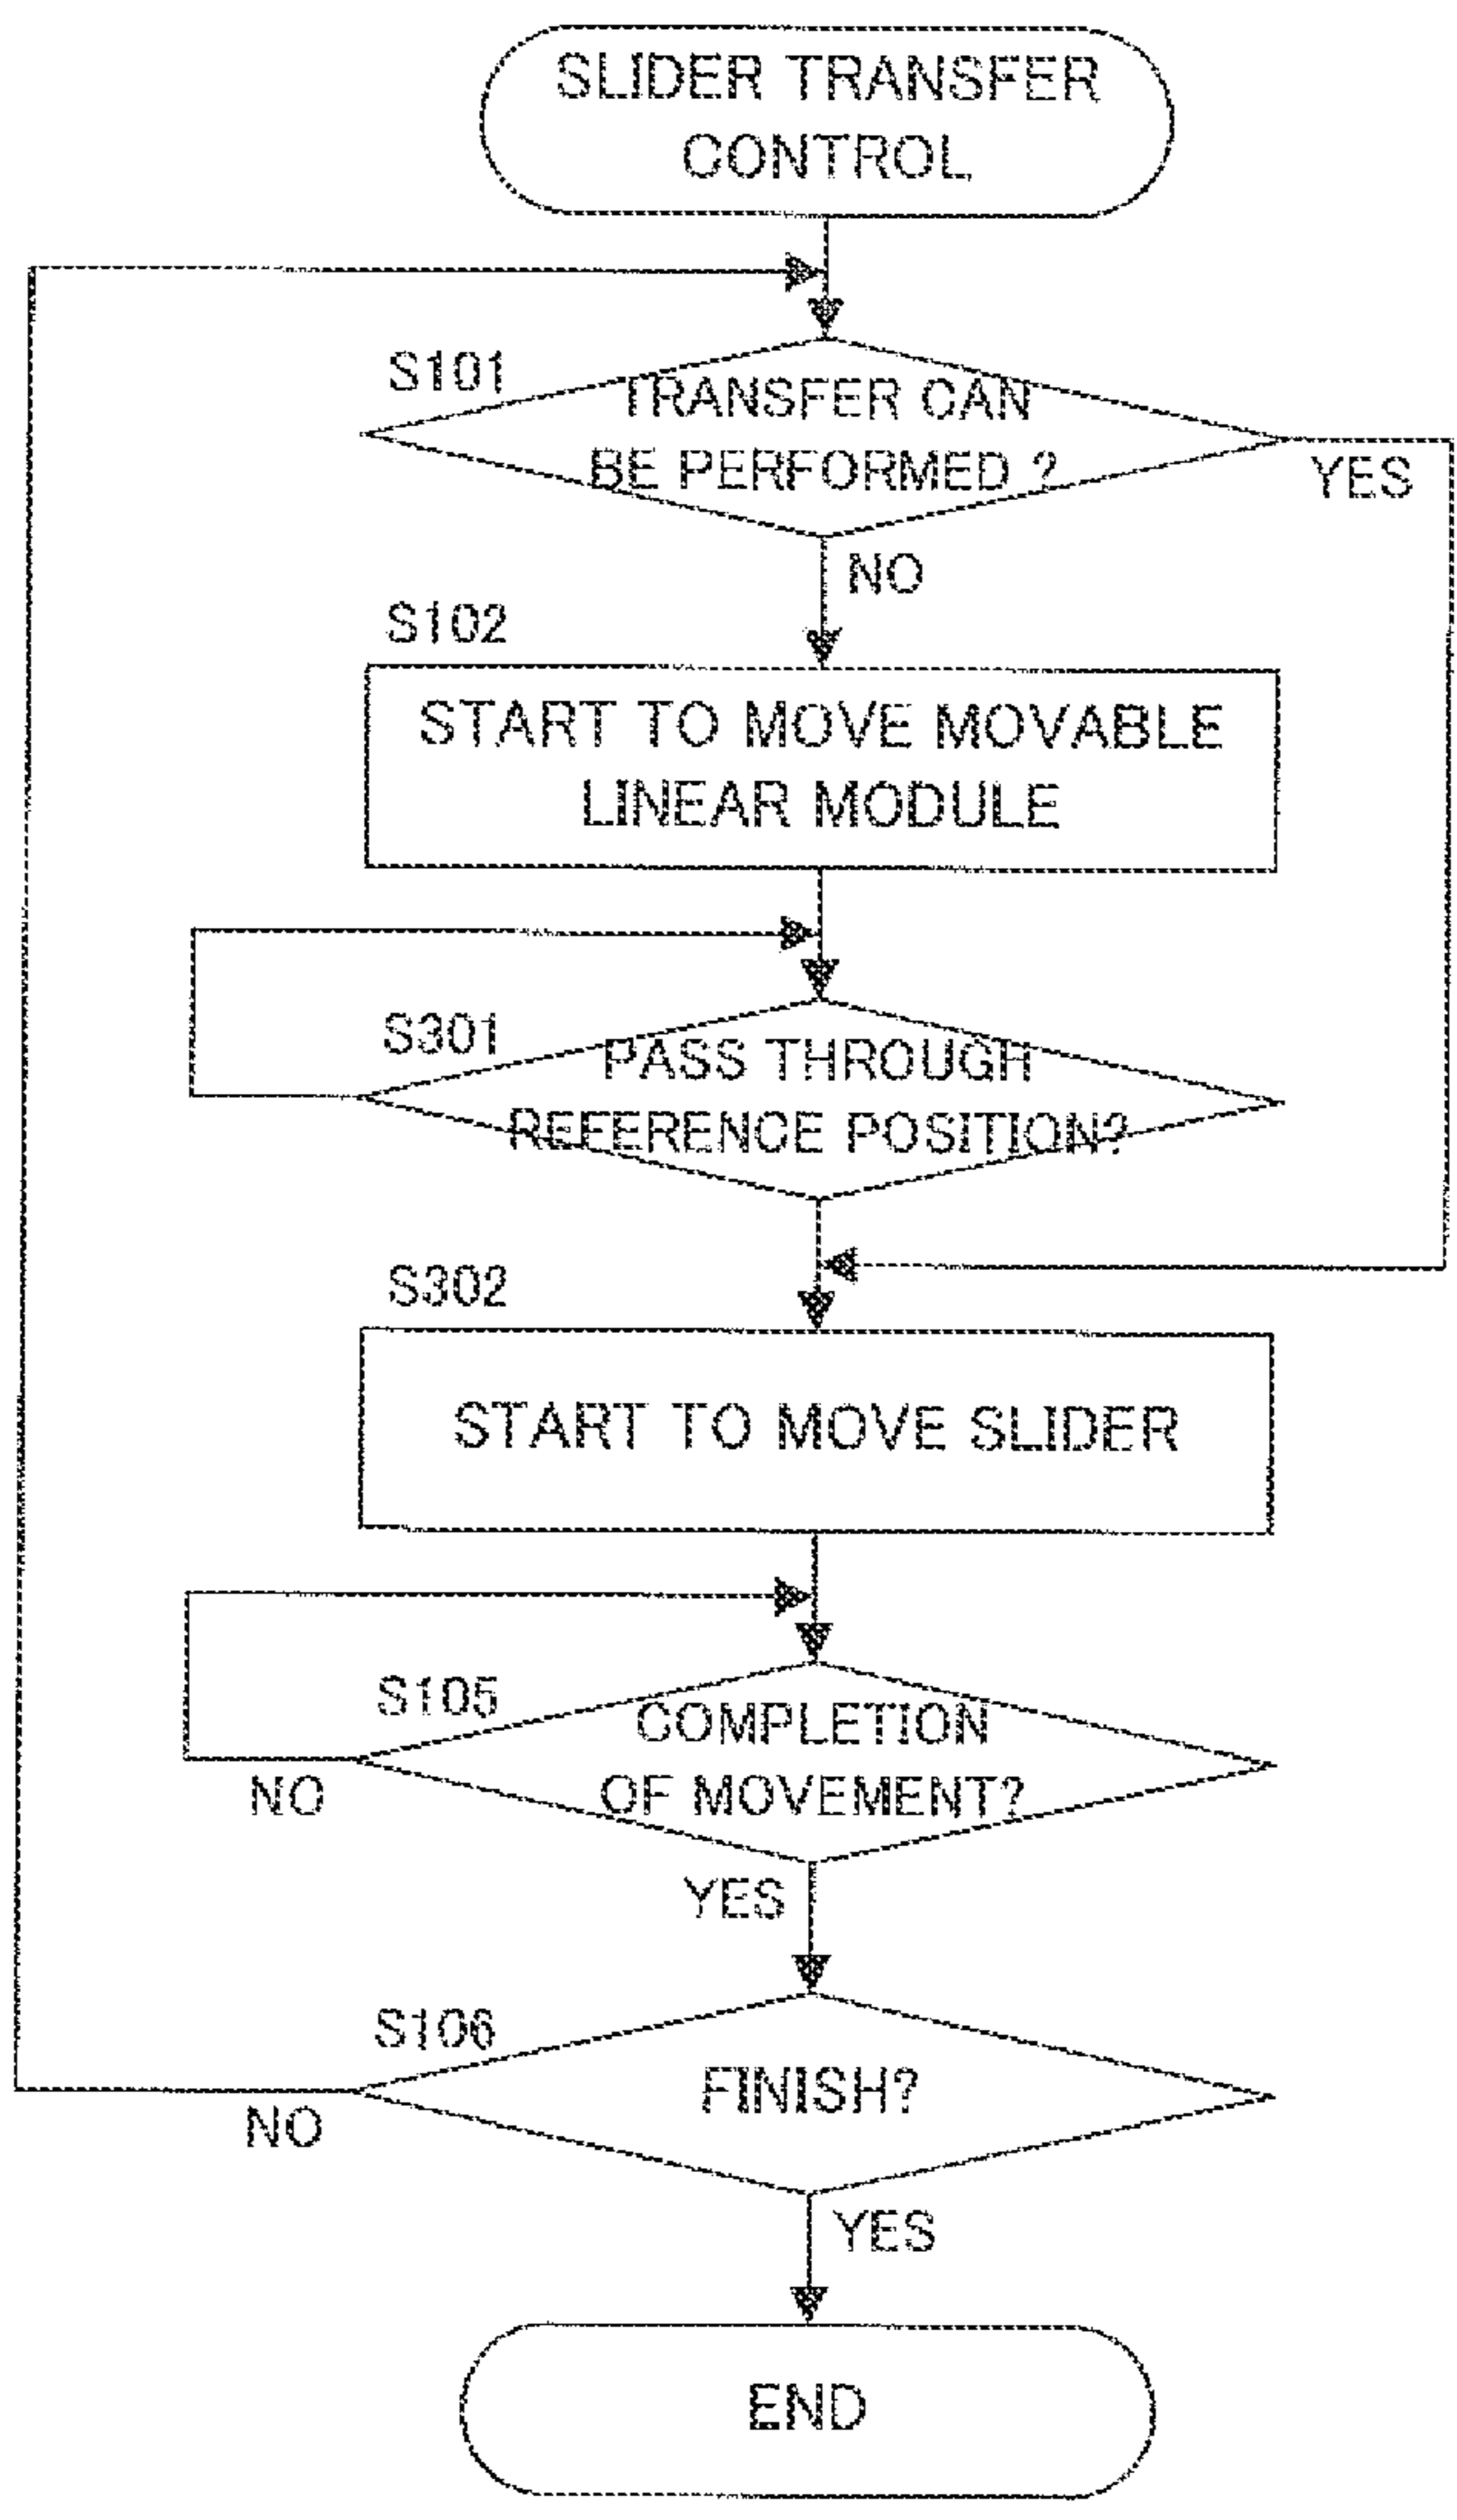 SLIDER TRANSFER
CONTROL
S101
TRANSFER CAN
BE PERFORMED ?
YES
NO
S102
START TO MOVE MOVABLE
LINEAR MODULE
S301
PASS THROUGH
REFERENCE POSITION?
S302
START TO MOVE SLIDER
S105
COMPLETION
OF MOVEMENT?
NO
YES
S106
FINISH?
NO
YES
END